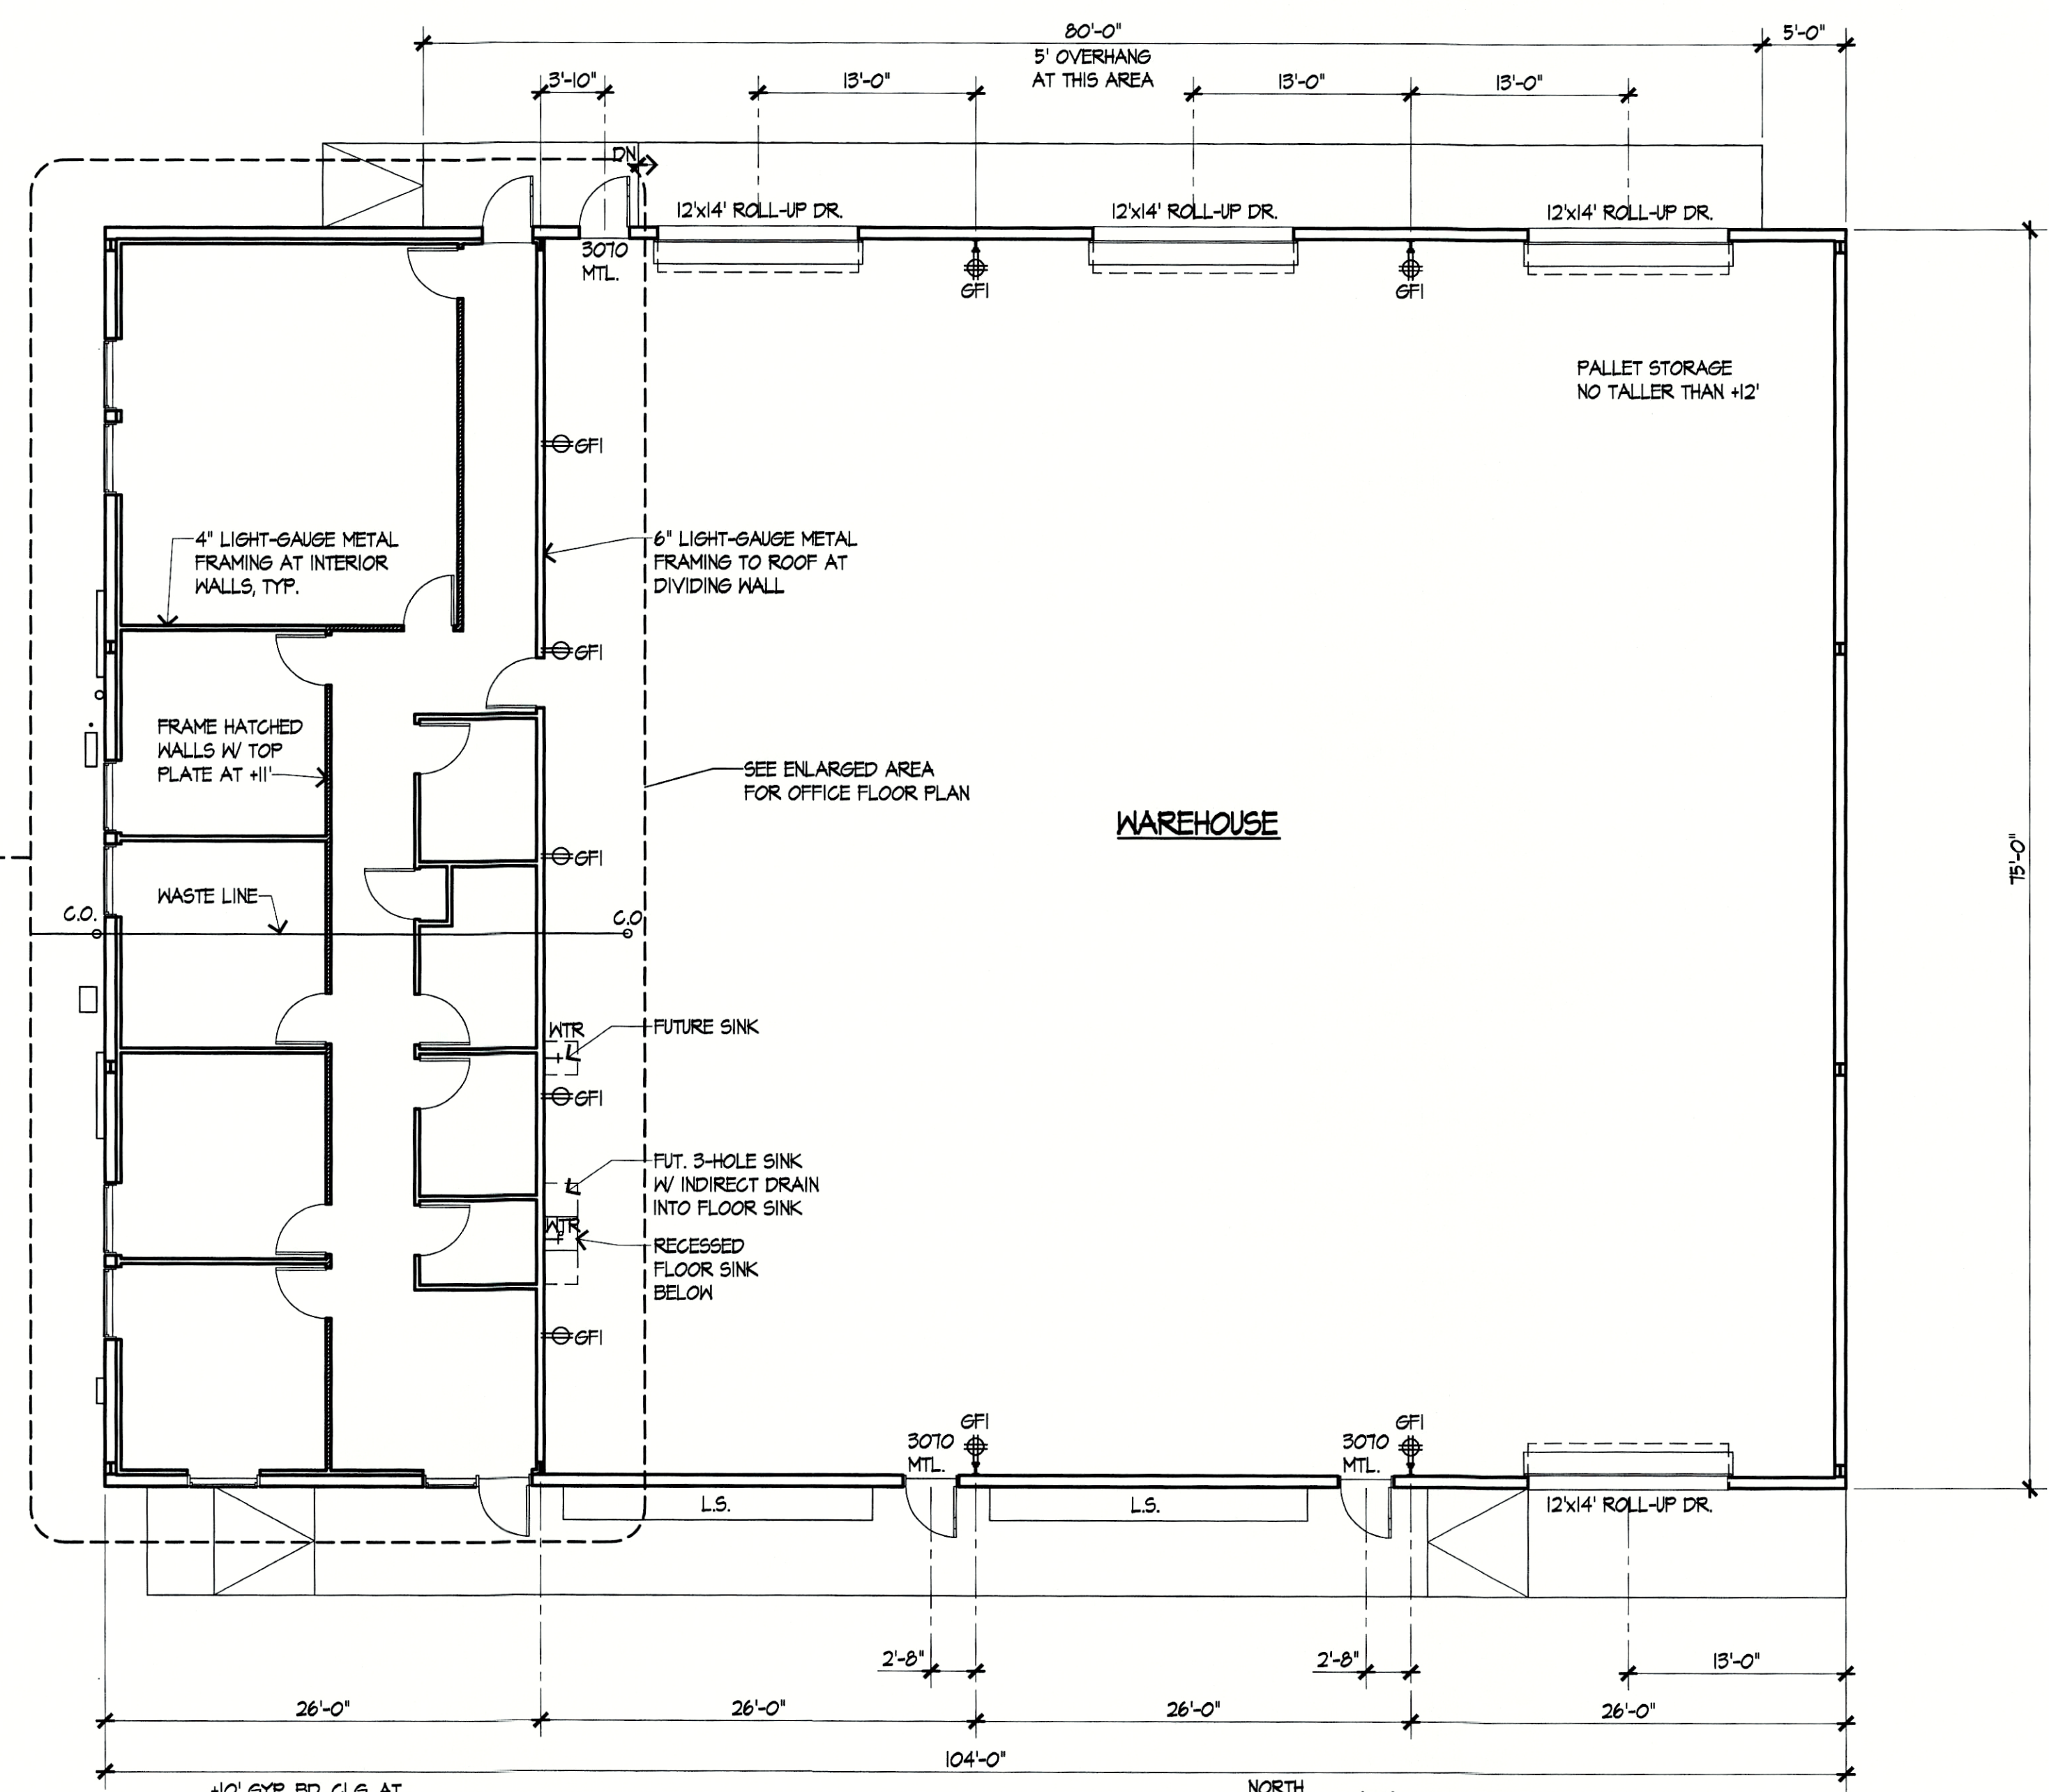 80'-0"
5'-0"
5' OVERHANG
AT THIS AREA
3'-10"
13'-0"
13'-0"
13'-0"
DN
12'x14' ROLL-UP DR.
12'x14' ROLL-UP DR.
12'x14' ROLL-UP DR.
3070
MTL.
GFI
GFI
PALLET STORAGE
NO TALLER THAN +12'
GFI
4" LIGHT-GAUGE METAL
FRAMING AT INTERIOR
WALLS, TYP.
6" LIGHT-GAUGE METAL
FRAMING TO ROOF AT
DIVIDING WALL
GFI
FRAME HATCHED
WALLS W/ TOP
PLATE AT +11'
SEE ENLARGED AREA
FOR OFFICE FLOOR PLAN
WAREHOUSE
75'-0"
GFI
WASTE LINE
C.O.
C.O
WTR
FUTURE SINK
GFI
FUT. 3-HOLE SINK
W/ INDIRECT DRAIN
INTO FLOOR SINK
WTR
RECESSED
FLOOR SINK
BELOW
GFI
GFI
GFI
3070
MTL.
3070
MTL.
L.S.
L.S.
12'x14' ROLL-UP DR.
2'-8"
2'-8"
13'-0"
26'-0"
26'-0"
26'-0"
26'-0"
104'-0"
+10' GYP. BD. CLG. AT
NORTH